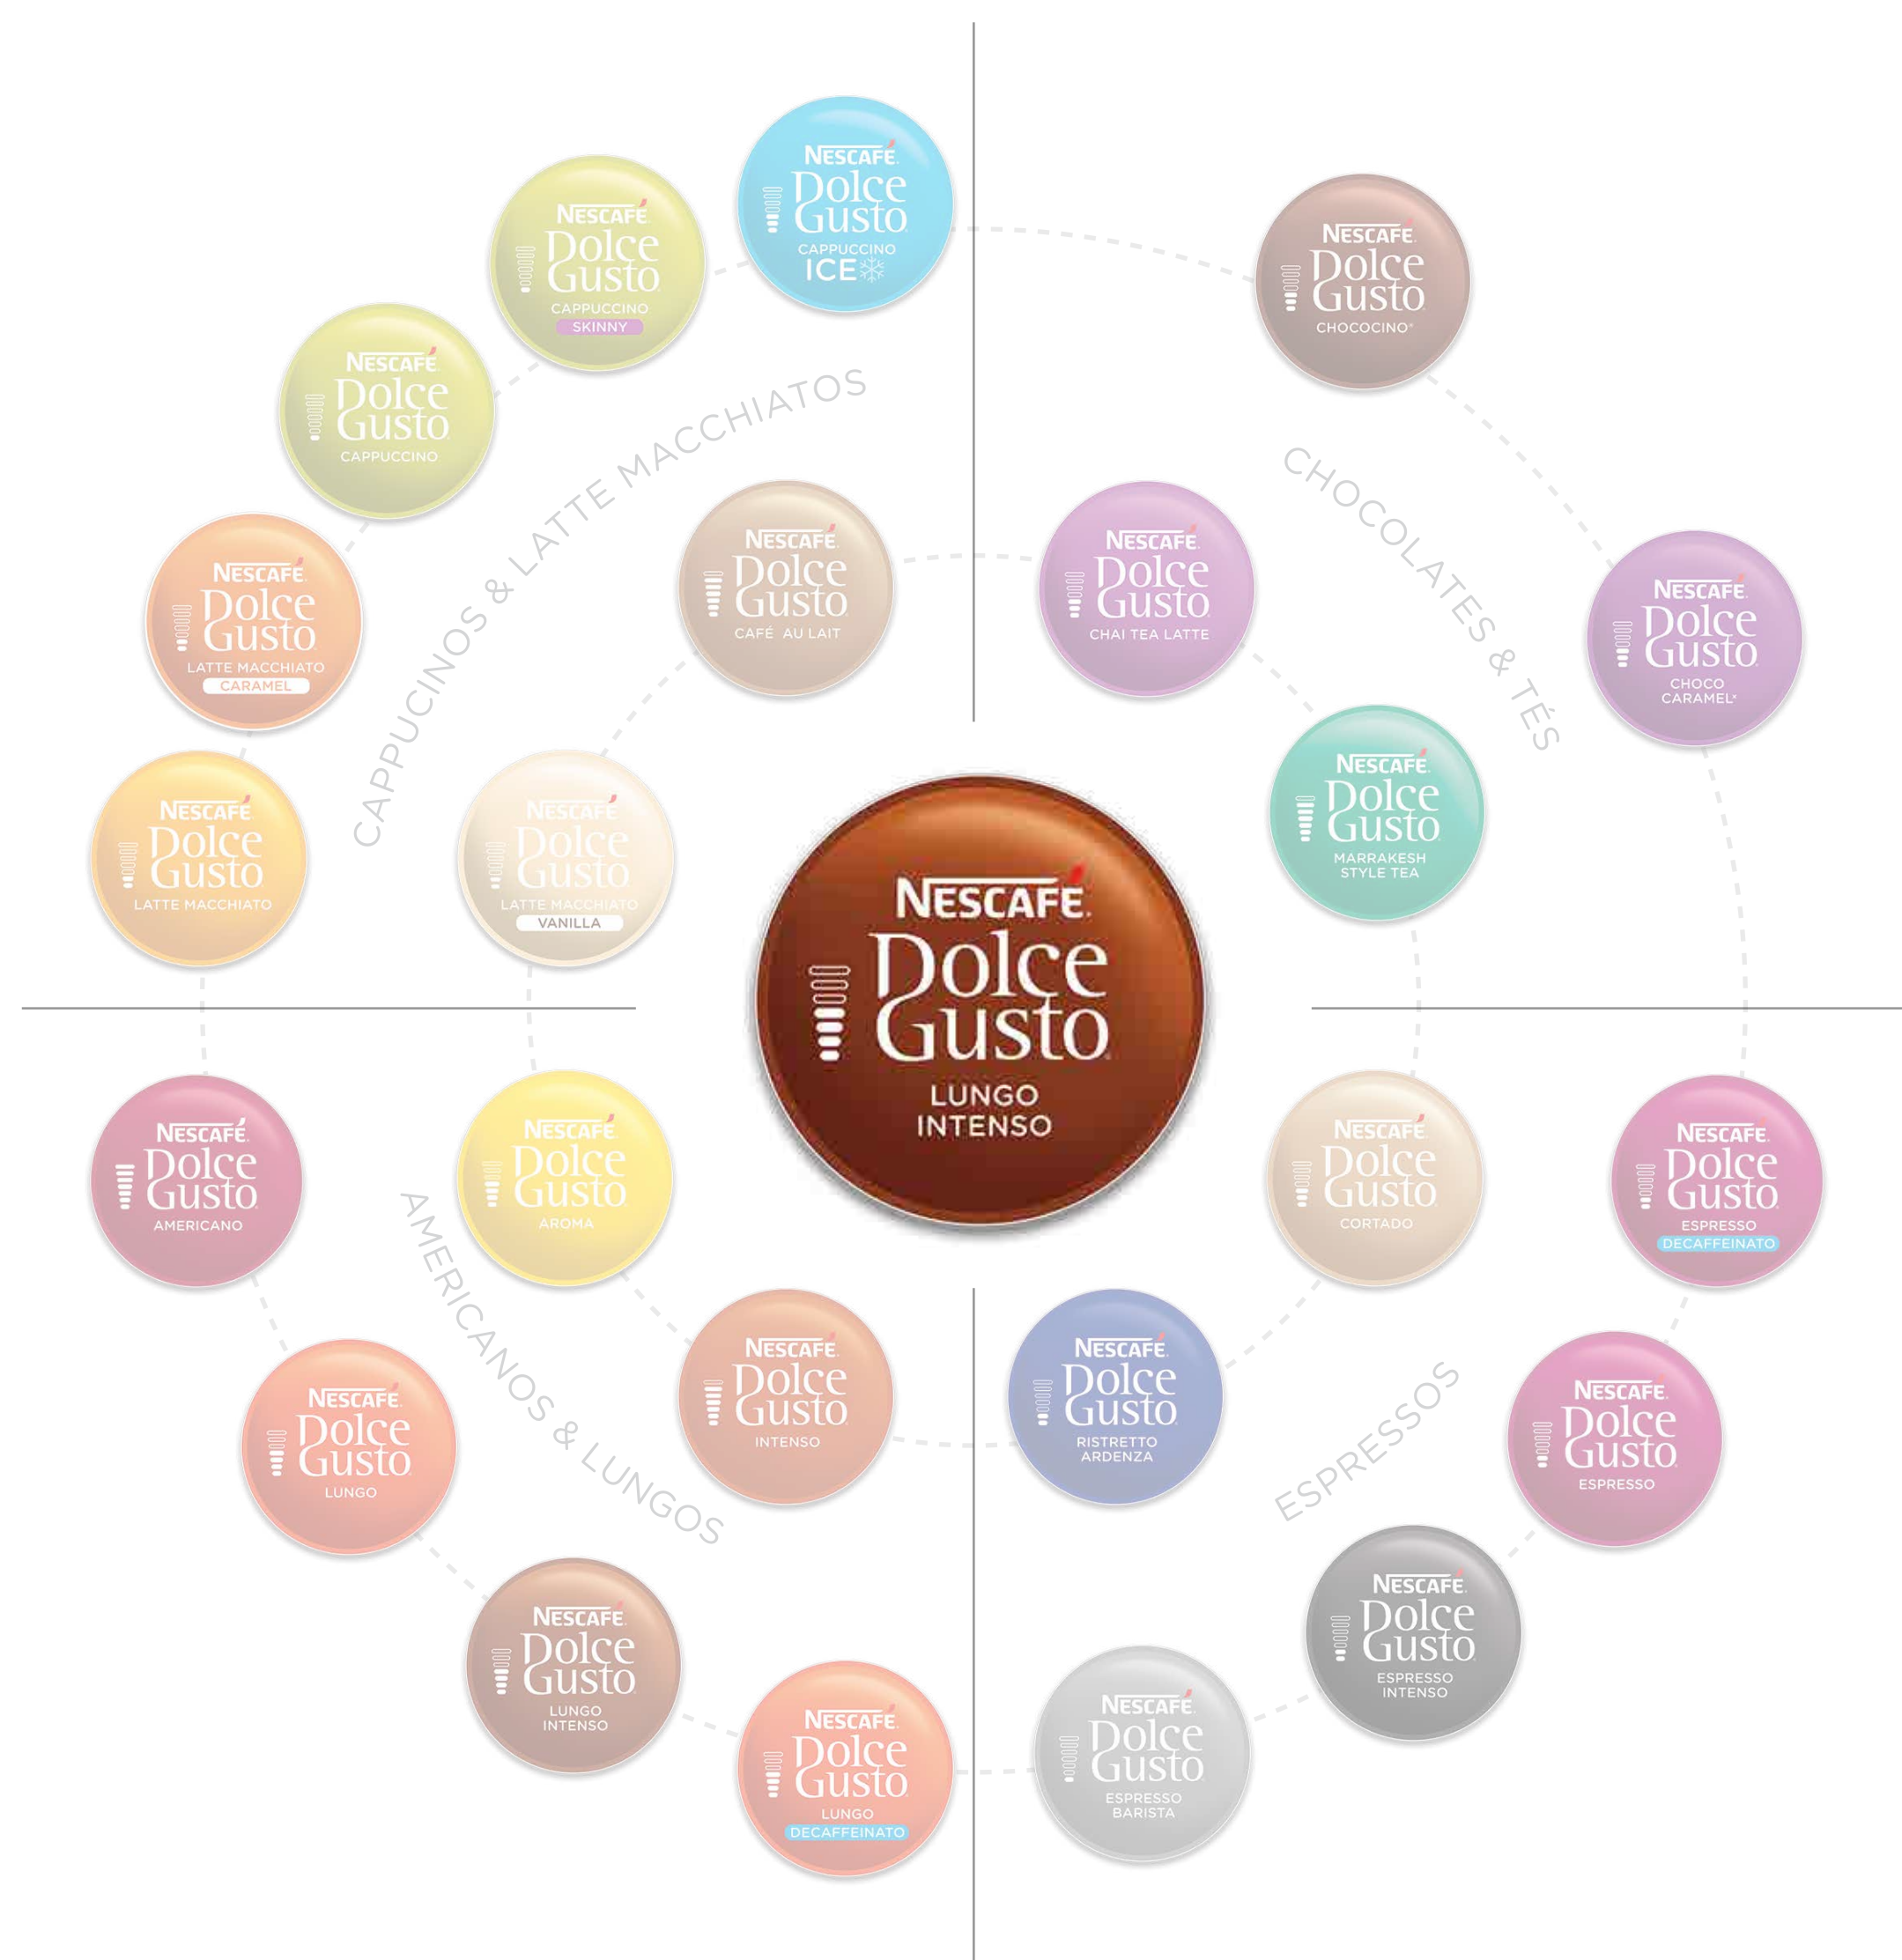 NESCAFÉ.
Dolce
Gusto
CAPPUCCINO
ICE
NESCAFÉ.
Dolce
Gusto
CAPPUCCINO
SKINNY
NESCAFÉ.
Dolce
Gusto
CAPPUCCINO
NESCAFÉ.
Dolce
Gusto
LATTE MACCHIATO
CARAMEL
NESCAFÉ.
Dolce
Gusto
LATTE MACCHIATO
CAPPUCINOS & LATTE MACCHIATOS
NESCAFÉ.
Dolce
Gusto
CAFÉ AU LAIT
NESCAFÉ.
Dolce
Gusto
LATTE MACCHIATO
VANILLA
NESCAFÉ.
Dolce
Gusto
CHOCOCINO®
CHOCOLATES & TÉS
NESCAFÉ.
Dolce
Gusto
CHAI TEA LATTE
NESCAFÉ.
Dolce
Gusto
CHOCO
CARAMEL*
NESCAFÉ.
Dolce
Gusto
MARRAKESH
STYLE TEA
NESCAFÉ.
Dolce
Gusto
LUNGO
INTENSO
NESCAFÉ.
Dolce
Gusto
AMERICANO
NESCAFÉ.
Dolce
Gusto
AROMA
AMERICANOS & LUNGOS
NESCAFÉ.
Dolce
Gusto
INTENSO
NESCAFÉ.
Dolce
Gusto
LUNGO
NESCAFÉ.
Dolce
Gusto
LUNGO
INTENSO
NESCAFÉ.
Dolce
Gusto
LUNGO
DECAFFEINATO
NESCAFÉ.
Dolce
Gusto
CORTADO
NESCAFÉ.
Dolce
Gusto
ESPRESSO
DECAFFEINATO
NESCAFÉ.
Dolce
Gusto
RISTRETTO
ARDENZA
ESPRESSOS
NESCAFÉ.
Dolce
Gusto
ESPRESSO
NESCAFÉ.
Dolce
Gusto
ESPRESSO
INTENSO
NESCAFÉ.
Dolce
Gusto
ESPRESSO
BARISTA